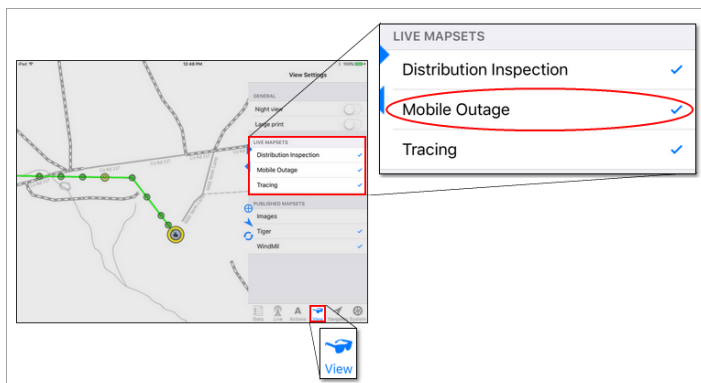 iPad
12:48 PM
100%
View Settings
GENERAL
Night view
Large print
LIVE MAPSETS
Distribution Inspection
Mobile Outage
Tracing
PUBLISHED MAPSETS
Images
Tiger
WindMil
Data Live Actions View Navigate System
LIVE MAPSETS
Distribution Inspection
Mobile Outage
Tracing
View